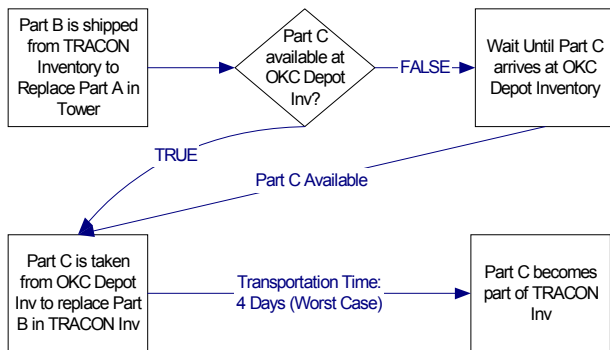 Part B is shipped
from TRACON
Inventory to
Replace Part A in
Tower
Part C
available at
OKC Depot
Inv?
FALSE
Wait Until Part C
arrives at OKC
Depot Inventory
TRUE
Part C Available
Part C is taken
from OKC Depot
Inv to replace Part
B in TRACON Inv
Transportation Time:
4 Days (Worst Case)
Part C becomes
part of TRACON
Inv